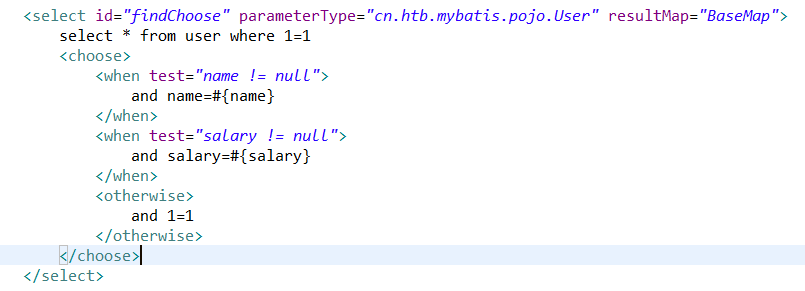 <select id="findChoose" parameterType="cn.htb.mybatis.pojo.User" resultMap="BaseMap">
    select * from user where 1=1
    <choose>
        <when test="name != null">
            and name=#{name}
        </when>
        <when test="salary != null">
            and salary=#{salary}
        </when>
        <otherwise>
            and 1=1
        </otherwise>
    </choose>
</select>